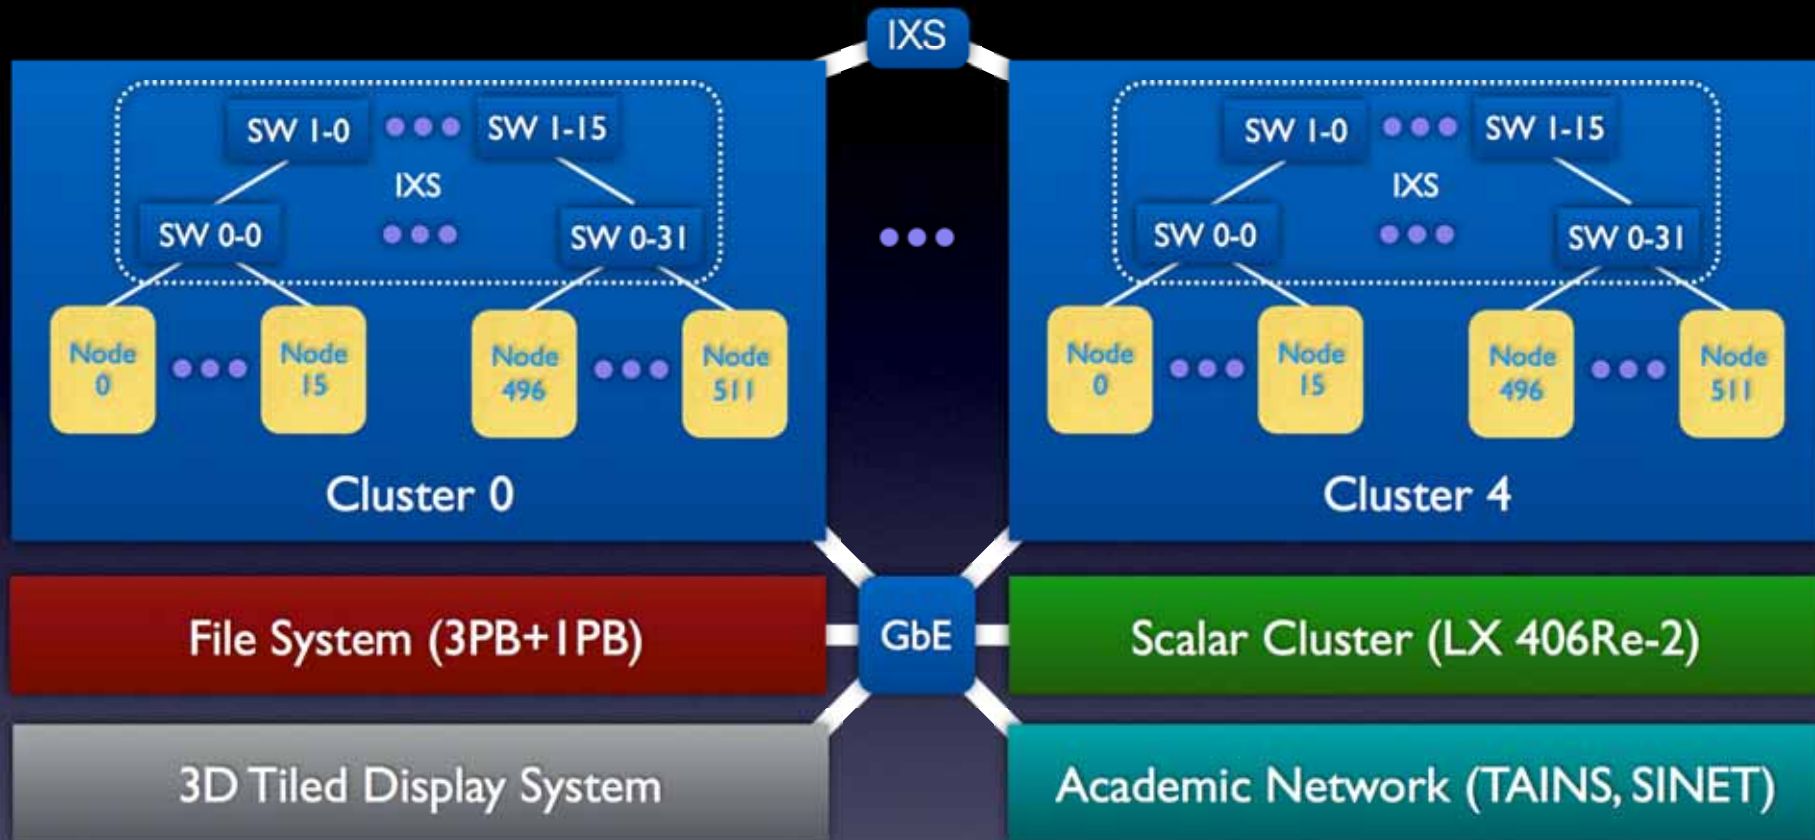 IXS
SW 1-0
SW 1-15
IXS
SW 0-0
SW 0-31
Node
0
Node
15
Node
496
Node
511
Cluster 0
SW 1-0
SW 1-15
IXS
SW 0-0
SW 0-31
Node
0
Node
15
Node
496
Node
511
Cluster 4
File System (3PB+1PB)
GbE
Scalar Cluster (LX 406Re-2)
3D Tiled Display System
Academic Network (TAINS, SINET)